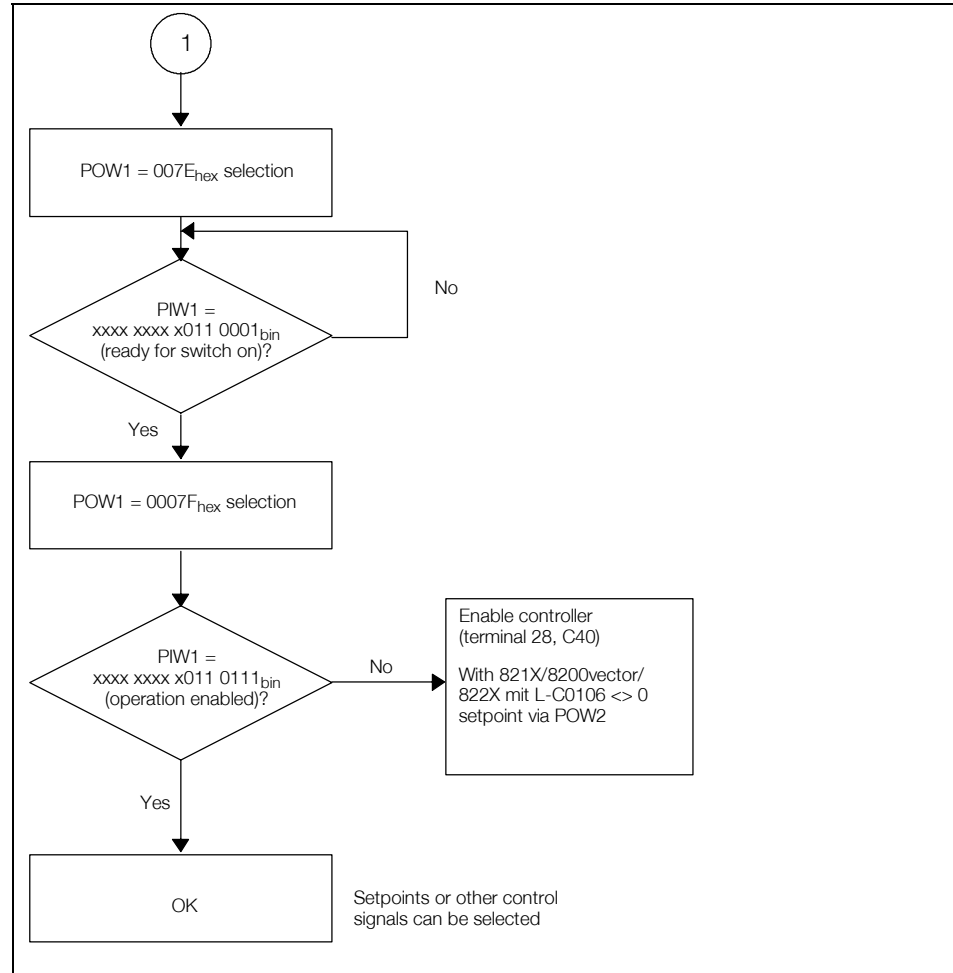 1
POW1 = 007Ehex selection
No
PIW1 =
xxxx xxxx x011 0001bin
(ready for switch on)?
Yes
POW1 = 0007Fhex selection
Enable controller
(terminal 28, C40)
With 821X/8200vector/
822X mit L-C0106 <> 0
setpoint via POW2
No
PIW1 =
xxxx xxxx x011 0111bin
(operation enabled)?
Yes
OK
Setpoints or other control
signals can be selected